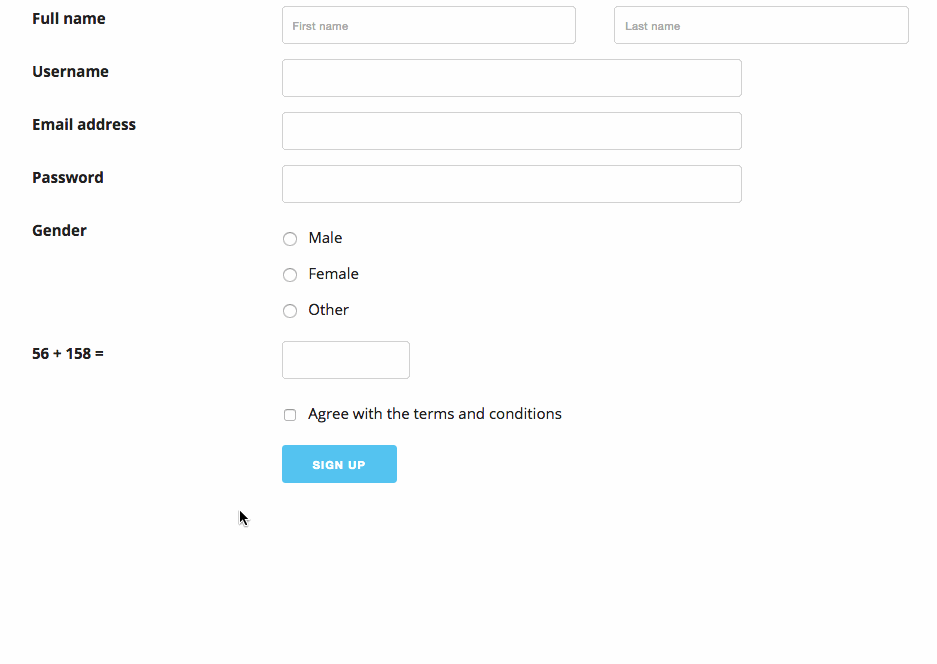 Full name First name Last name
Username
Email address
Password
Gender Male
Female
Other
56 + 158 =
Agree with the terms and conditions
SIGN UP